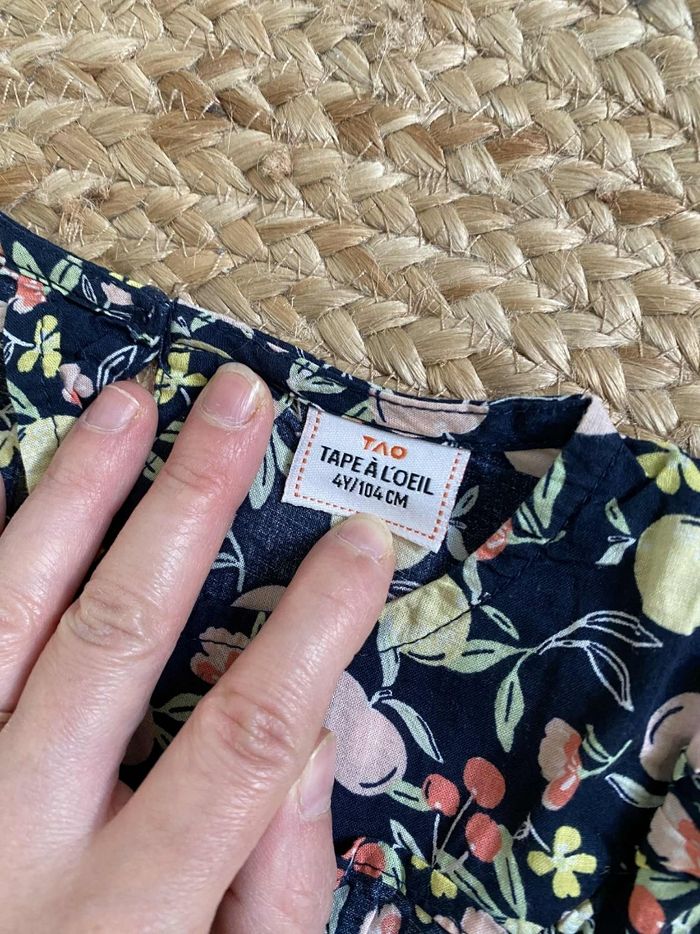 TAO
TAPE À L'OEIL
4Y/104 CM